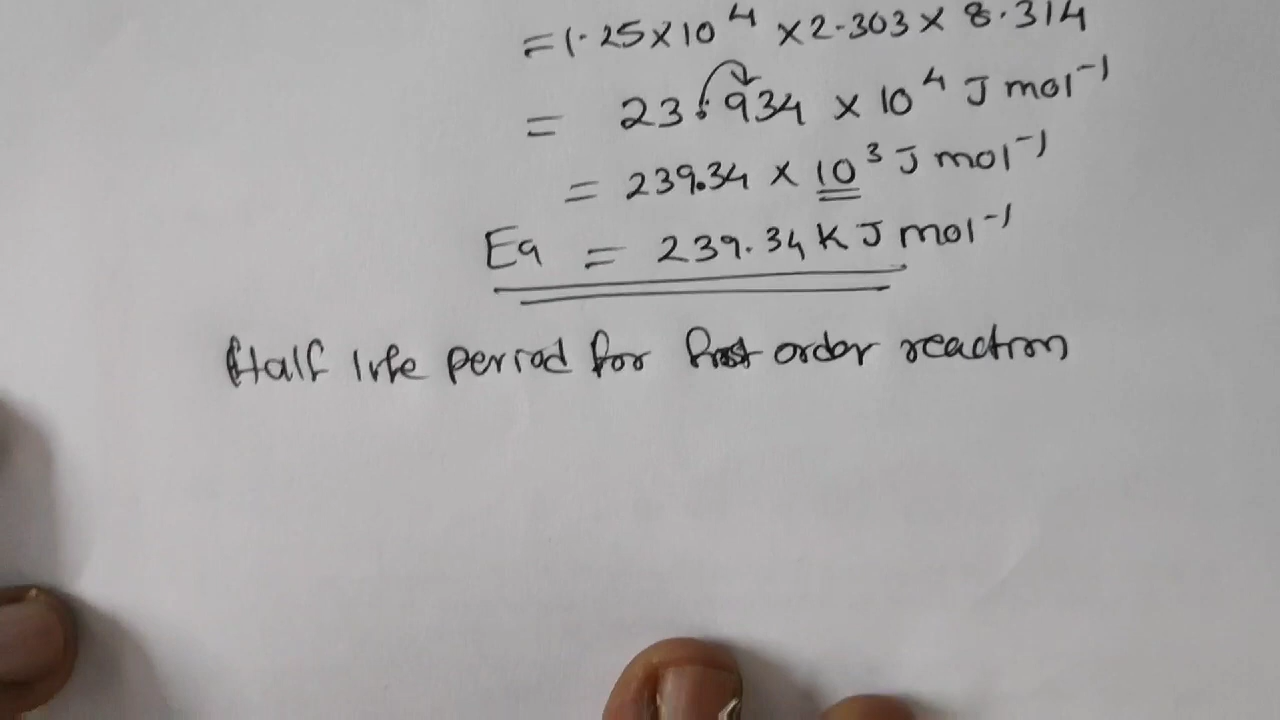 =1.25×10⁴ ×2.303× 8.314
= 23.934 × 10⁴ J mol⁻¹
= 239.34 × 10³ J mol⁻¹
Ea = 239.34 KJ mol⁻¹
Half life period for first order reaction